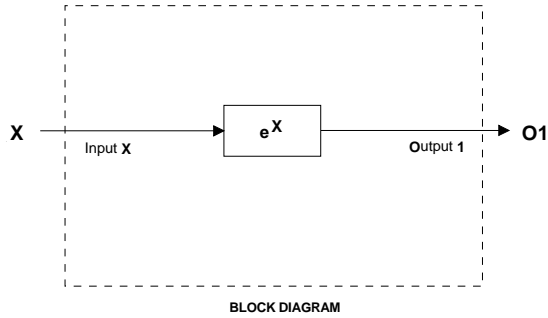 e^X
X
O1
Input X
Output 1
BLOCK DIAGRAM